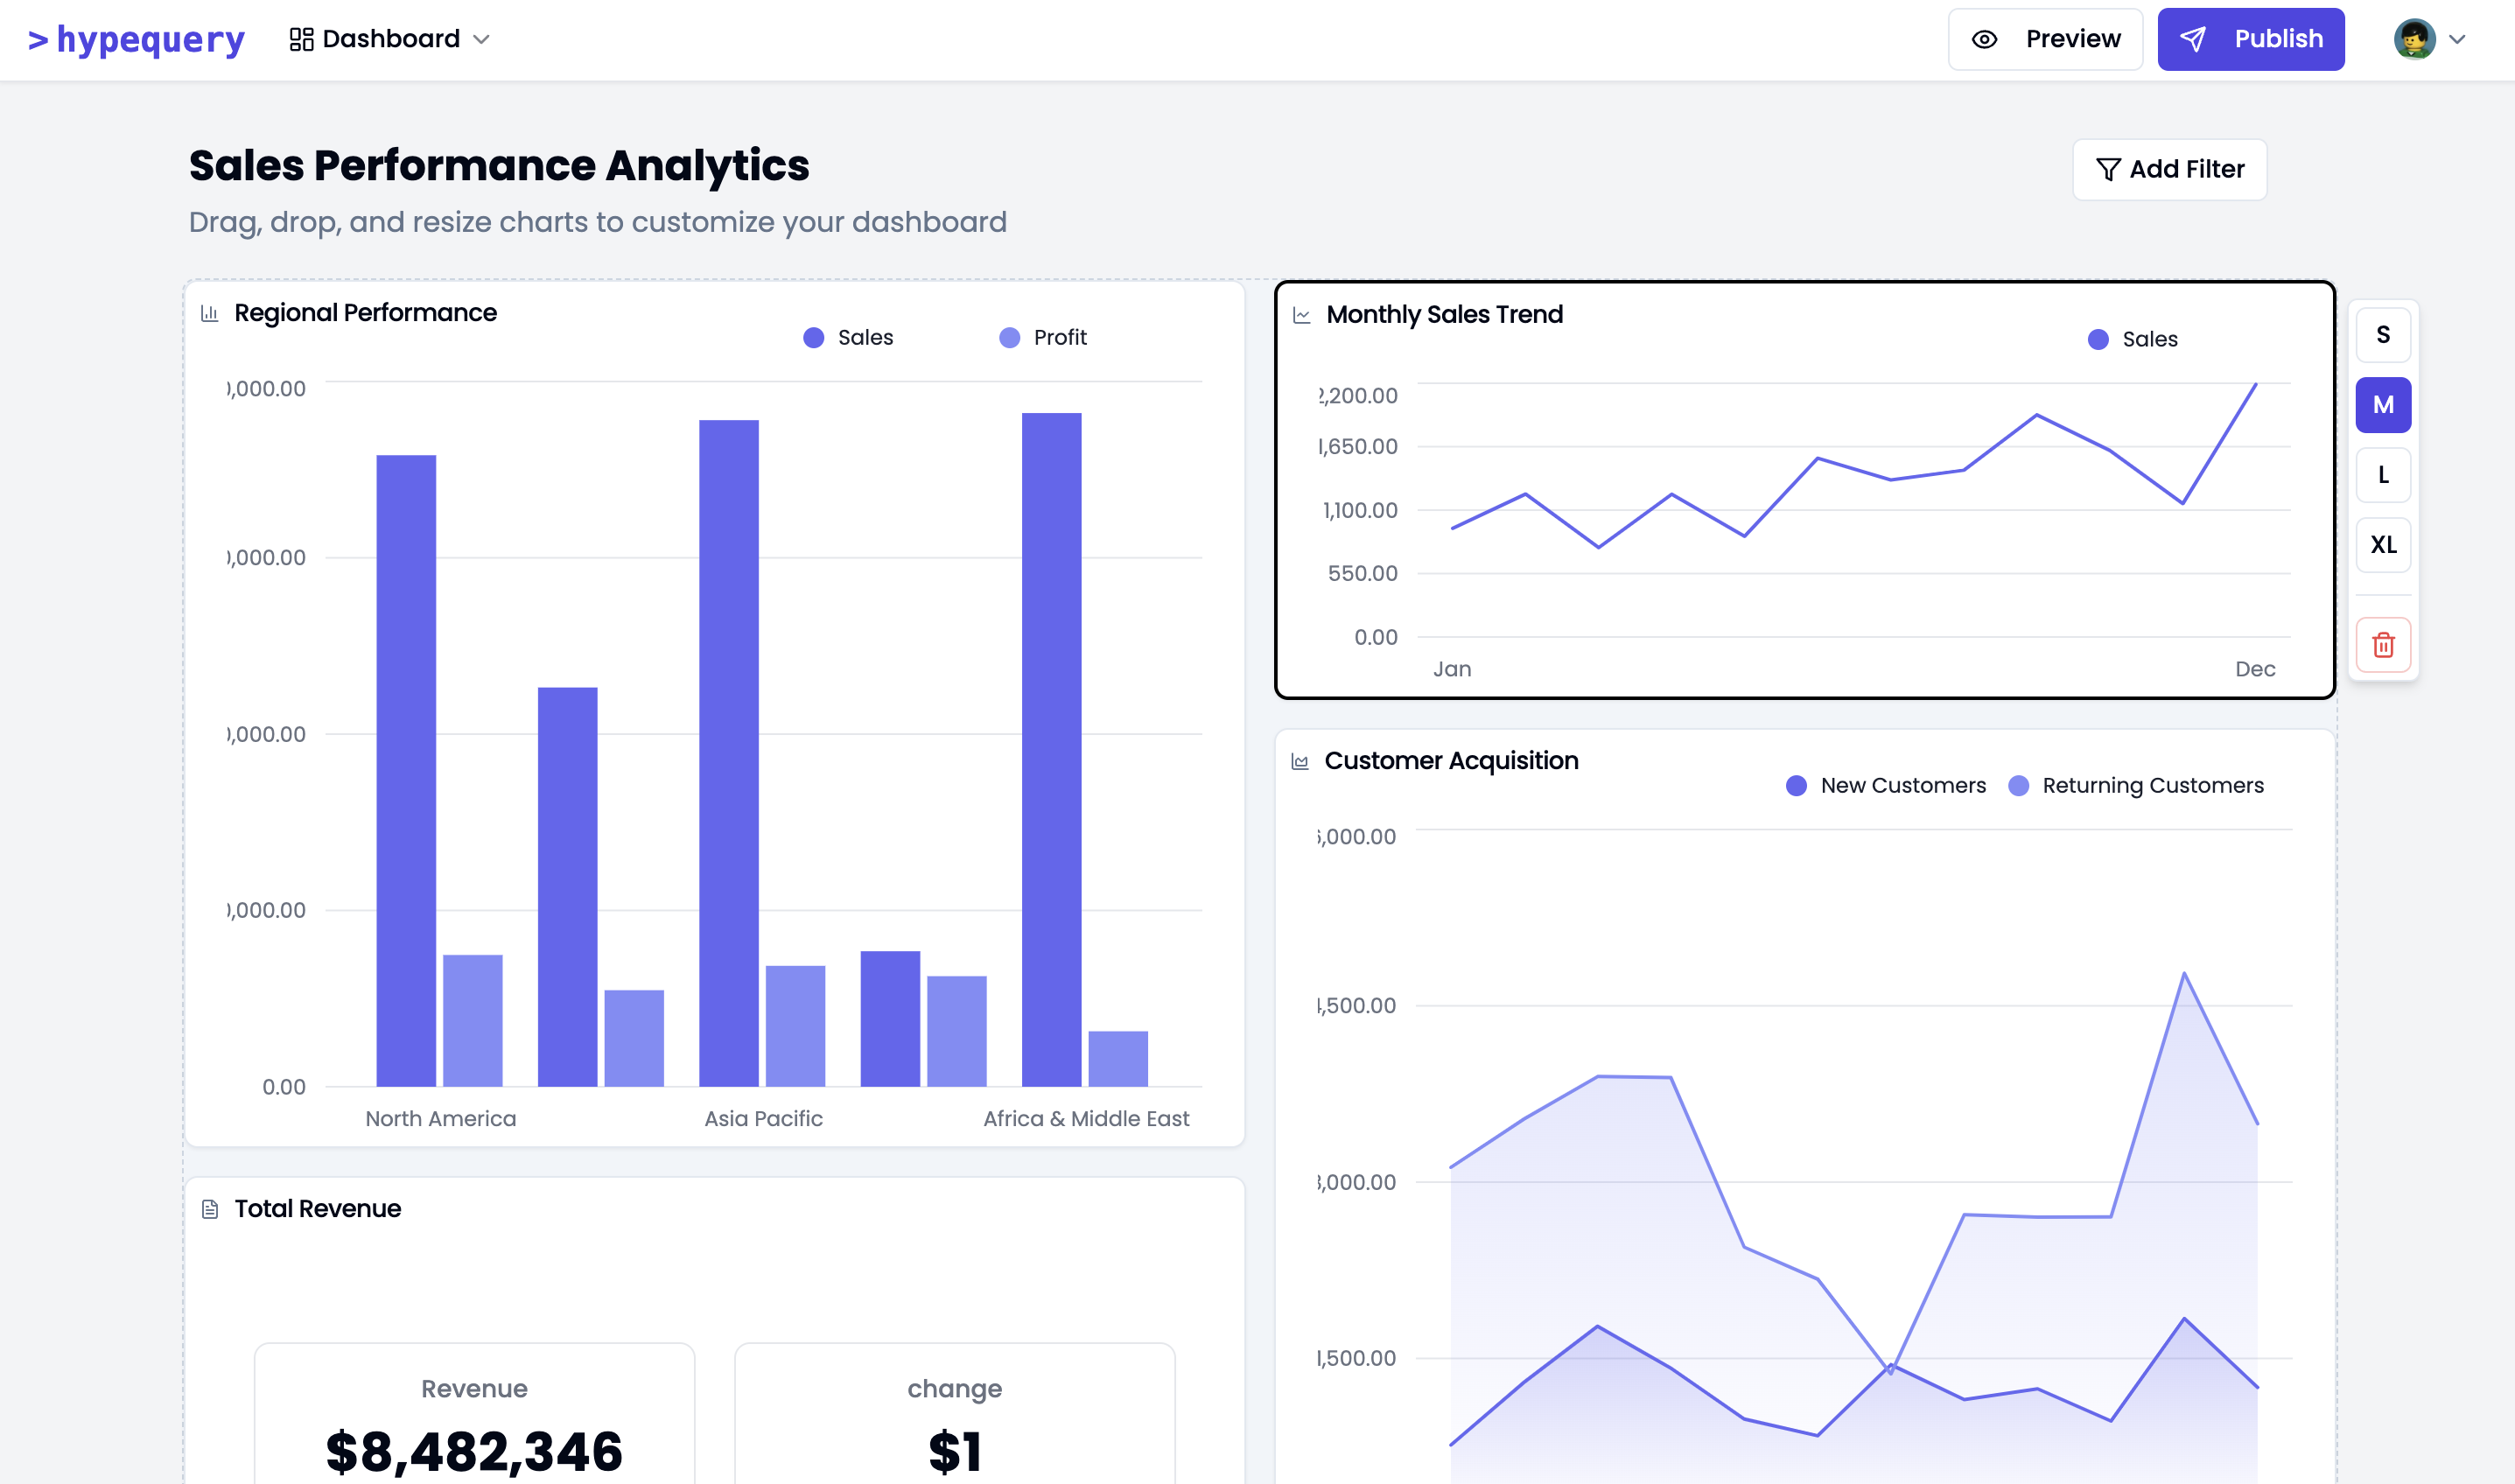 > hypequery
Dashboard
Preview
Publish
Sales Performance Analytics
Add Filter
Drag, drop, and resize charts to customize your dashboard
Regional Performance
Sales
Profit
,000.00
,000.00
,000.00
,000.00
0.00
North America
Asia Pacific
Africa & Middle East
Monthly Sales Trend
Sales
2,200.00
1,650.00
1,100.00
550.00
0.00
Jan
Dec
S
M
L
XL
Customer Acquisition
New Customers
Returning Customers
,000.00
,500.00
,000.00
1,500.00
Total Revenue
Revenue
$8,482,346
change
$1